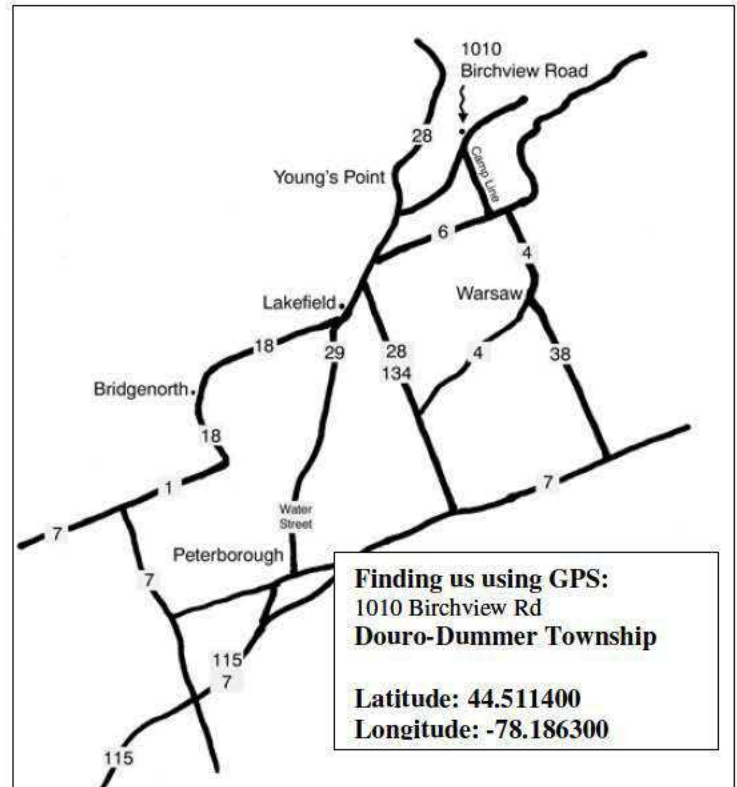 1010
Birchview Road
28
Young's Point
Camp Line
6
4
Lakefield
Warsaw
18
29
28
134
4
38
Bridgenorth
18
1
7
7
Water
Street
Peterborough
7
115
7
115
Finding us using GPS:
1010 Birchview Rd
Douro-Dummer Township
Latitude: 44.511400
Longitude: -78.186300